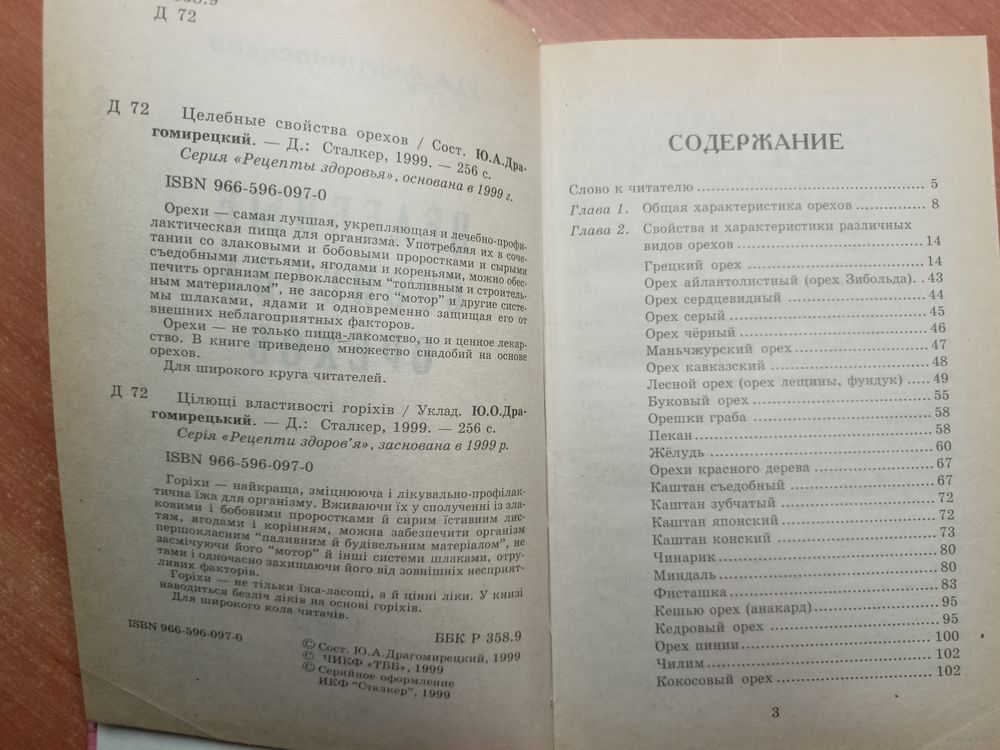 Д 72
Д 72
Целебные свойства орехов / Сост. Ю.А.Дра-
гомирецкий. — Д.: Сталкер, 1999. — 256 с.
Серия «Рецепты здоровья», основана в 1999 г.
ISBN 966-596-097-0
Орехи — самая лучшая, укрепляющая и лечебно-профи-
лактическая пища для организма. Употребляя их в соче-
тании со злаковыми и бобовыми проростками и сырыми
съедобными листьями, ягодами и кореньями, можно обес-
печить организм первоклассным "топливным и строитель-
ным материалом", не засоряя его "мотор" и другие систе-
мы шлаками, ядами и одновременно защищая его от
внешних неблагоприятных факторов.
Орехи — не только пища-лакомство, но и ценное лекар-
ство. В книге приведено множество снадобий на основе
орехов.
Для широкого круга читателей.
Д 72
Цілющі властивості горіхів / Уклад. Ю.О.Дра-
гомирецький. — Д.: Сталкер, 1999. — 256 с.
Серія «Рецепти здоров'я», заснована в 1999 р.
ISBN 966-596-097-0
Горіхи — найкраща, зміцнююча і лікувально-профілак-
тична їжа для організму. Вживаючи їх у сполученні із зла-
ковими і бобовими проростками й сирим їстивним лис-
тям, ягодами і корінням, можна забезпечити організм
першокласним "паливним й будівельним матеріалом", не
засмічуючи його "мотор" й інші системи шлаками, отру-
тами і одночасно захищаючи його від зовнішніх несприят-
ливих факторів.
Горіхи — не тільки їжа-ласощі, а й цінні ліки. У книзі
наводиться безліч ліків на основі горіхів.
Для широкого кола читачів.
ББК Р 358.9
ISBN 966-596-097-0
© Сост. Ю.А.Драгомирецкий, 1999
© ЧИКФ «ТББ», 1999
© Серийное оформление
ИКФ "Сталкер", 1999
СОДЕРЖАНИЕ
Слово к читателю ..... 5
Глава 1. Общая характеристика орехов ..... 8
Глава 2. Свойства и характеристики различных
видов орехов ..... 14
Грецкий орех ..... 14
Орех айлантолистный (орех Зибольда). . 43
Орех сердцевидный ..... 44
Орех серый ..... 45
Орех чёрный ..... 46
Маньчжурский орех ..... 47
Орех кавказский ..... 48
Лесной орех (орех лещины, фундук) ..... 49
Буковый орех ..... 55
Орешки граба ..... 58
Пекан ..... 58
Жёлудь ..... 60
Орехи красного дерева ..... 67
Каштан съедобный ..... 67
Каштан зубчатый ..... 72
Каштан японский ..... 72
Каштан конский ..... 73
Чинарик ..... 80
Миндаль ..... 80
Фисташка ..... 83
Кешью орех (анакард) ..... 95
Кедровый орех ..... 95
Орех пинии ..... 100
Чилим ..... 102
Кокосовый орех ..... 102
3